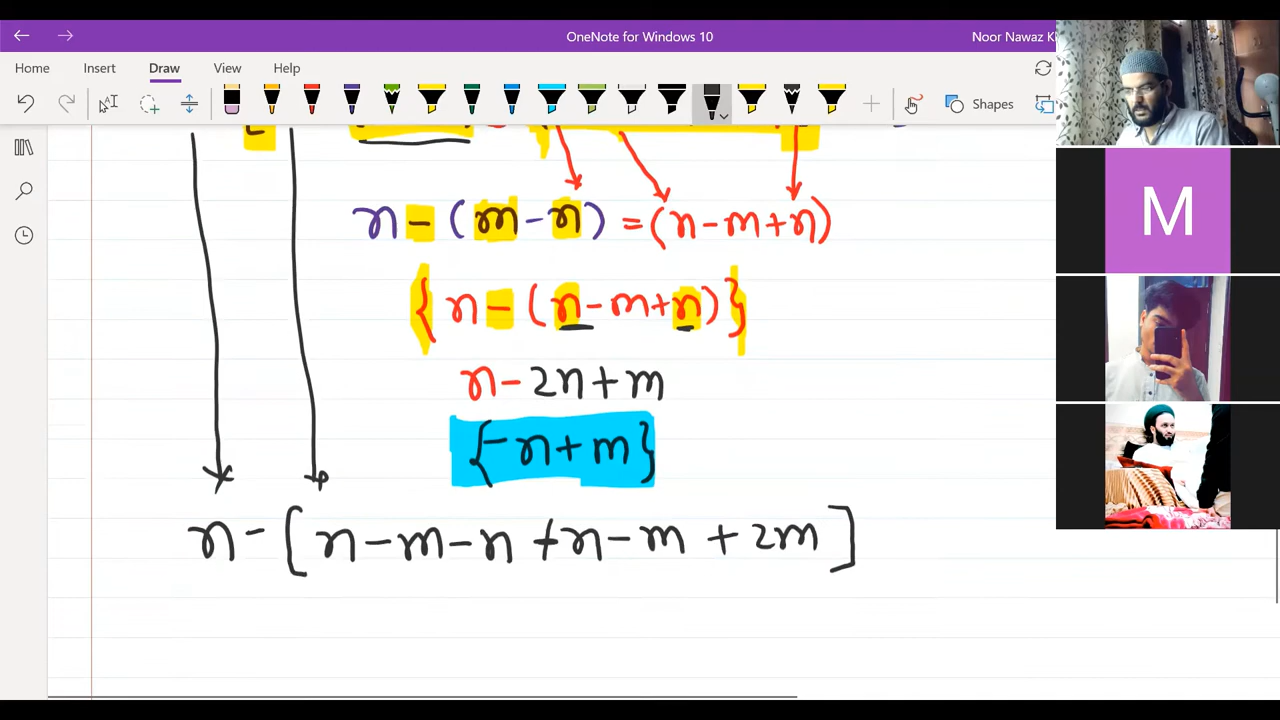 OneNote for Windows 10
Noor Nawaz K
Home Insert Draw View Help
Shapes
n - (m - n) = (n - m + n)
{ n - (n - m + n) }
n - 2n + m
{ - n + m }
n - [ n - m - n + n - m + 2m ]
M